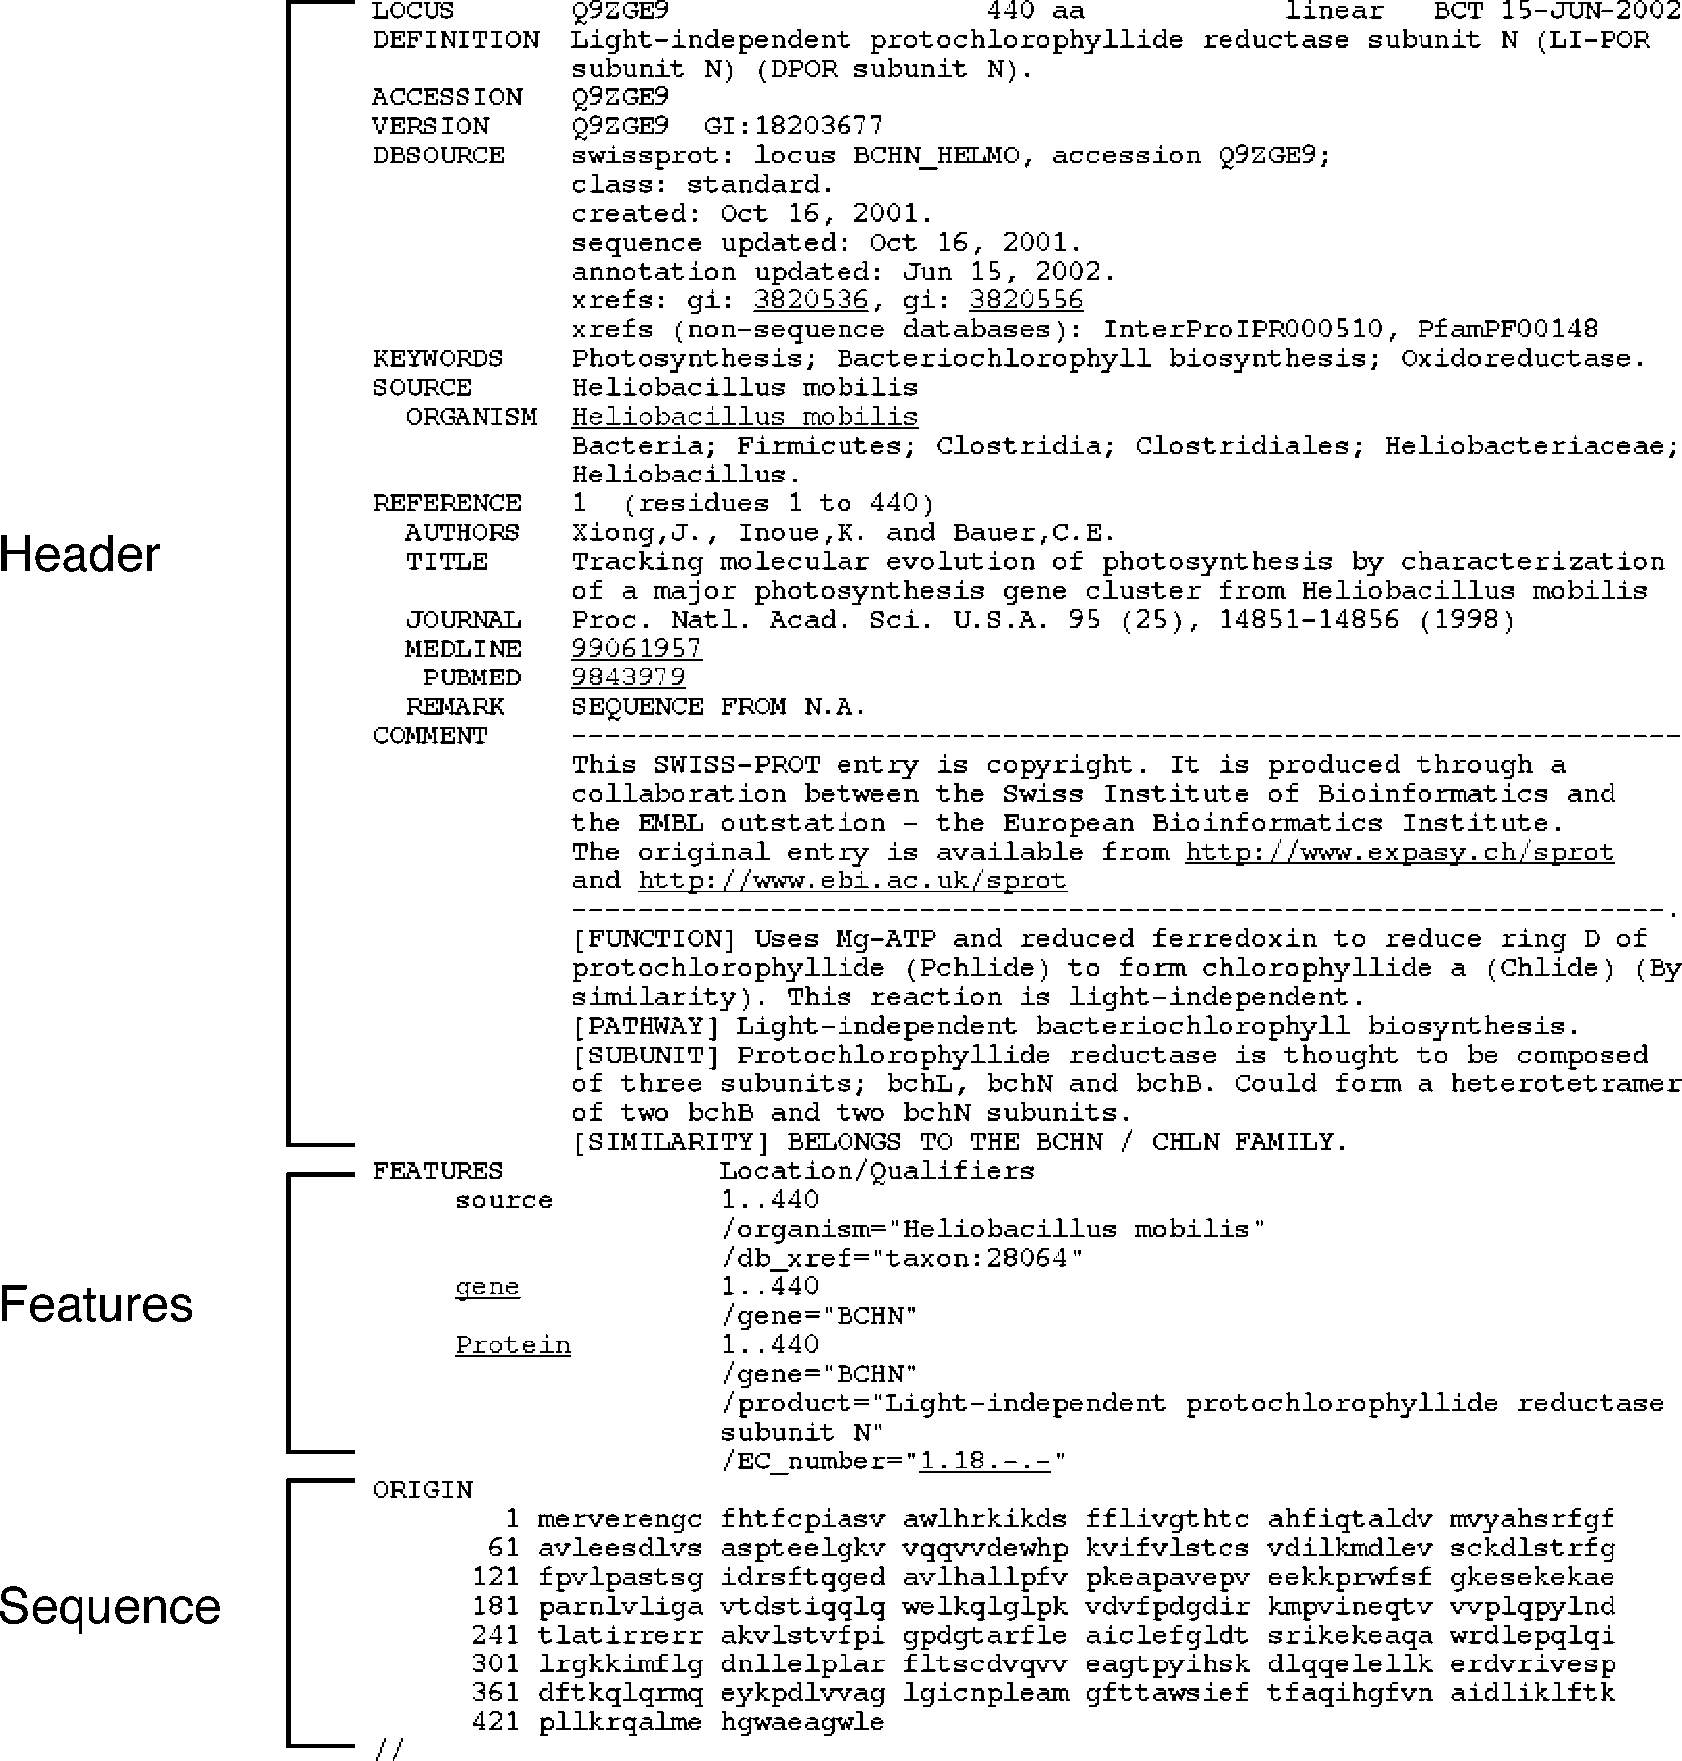 LOCUS Q9ZGE9 440 aa linear BCT 15-JUN-2002
DEFINITION Light-independent protochlorophyllide reductase subunit N (LI-POR
subunit N) (DPOR subunit N).
ACCESSION Q9ZGE9
VERSION Q9ZGE9 GI:18203677
DBSOURCE swissprot: locus BCHN_HELMO, accession Q9ZGE9;
class: standard.
created: Oct 16, 2001.
sequence updated: Oct 16, 2001.
annotation updated: Jun 15, 2002.
xrefs: gi: 3820536, gi: 3820556
xrefs (non-sequence databases): InterProIPR000510, PfamPF00148
KEYWORDS Photosynthesis; Bacteriochlorophyll biosynthesis; Oxidoreductase.
SOURCE Heliobacillus mobilis
ORGANISM Heliobacillus mobilis
Bacteria; Firmicutes; Clostridia; Clostridiales; Heliobacteriaceae;
Heliobacillus.
REFERENCE 1 (residues 1 to 440)
Header
AUTHORS Xiong,J., Inoue,K. and Bauer,C.E.
TITLE Tracking molecular evolution of photosynthesis by characterization
of a major photosynthesis gene cluster from Heliobacillus mobilis
JOURNAL Proc. Natl. Acad. Sci. U.S.A. 95 (25), 14851-14856 (1998)
MEDLINE 99061957
PUBMED 9843979
REMARK SEQUENCE FROM N.A.
COMMENT -------------------------------------------------------------------
This SWISS-PROT entry is copyright. It is produced through a
collaboration between the Swiss Institute of Bioinformatics and
the EMBL outstation - the European Bioinformatics Institute.
The original entry is available from http://www.expasy.ch/sprot
and http://www.ebi.ac.uk/sprot
------------------------------------------------------------------.
[FUNCTION] Uses Mg-ATP and reduced ferredoxin to reduce ring D of
protochlorophyllide (Pchlide) to form chlorophyllide a (Chlide) (By
similarity). This reaction is light-independent.
[PATHWAY] Light-independent bacteriochlorophyll biosynthesis.
[SUBUNIT] Protochlorophyllide reductase is thought to be composed
of three subunits; bchL, bchN and bchB. Could form a heterotetramer
of two bchB and two bchN subunits.
[SIMILARITY] BELONGS TO THE BCHN / CHLN FAMILY.
FEATURES Location/Qualifiers
source 1..440
/organism="Heliobacillus mobilis"
/db_xref="taxon:28064"
gene 1..440
Features
/gene="BCHN"
Protein 1..440
/gene="BCHN"
/product="Light-independent protochlorophyllide reductase
subunit N"
/EC_number="1.18.-.-"
ORIGIN
1 merverengc fhtfcpiasv awlhrkikds fflivgthtc ahfiqtaldv mvyahsrfgf
61 avleesdlvs aspteelgkv vqqvvdewhp kvifvlstcs vdilkmdlev sckdlstrfg
121 fpvlpastsg idrsftqged avlhallpfv pkeapavepv eekkprwfsf gkesekekae
Sequence
181 parnlvliga vtdstiqqlq welkqlglpk vdvfpdgdir kmpvineqtv vvplqpylnd
241 tlatirrerr akvlstvfpi gpdgtarfle aiclefgldt srikekeaqa wrdlepqlqi
301 lrgkkimflg dnllelplar fltscdvqvv eagtpyihsk dlqqelellk erdvrivesp
361 dftkqlqrmq eykpdlvvag lgicnpleam gfttawsief tfaqihgfvn aidliklftk
421 pllkrqalme hgwaeagwle
//